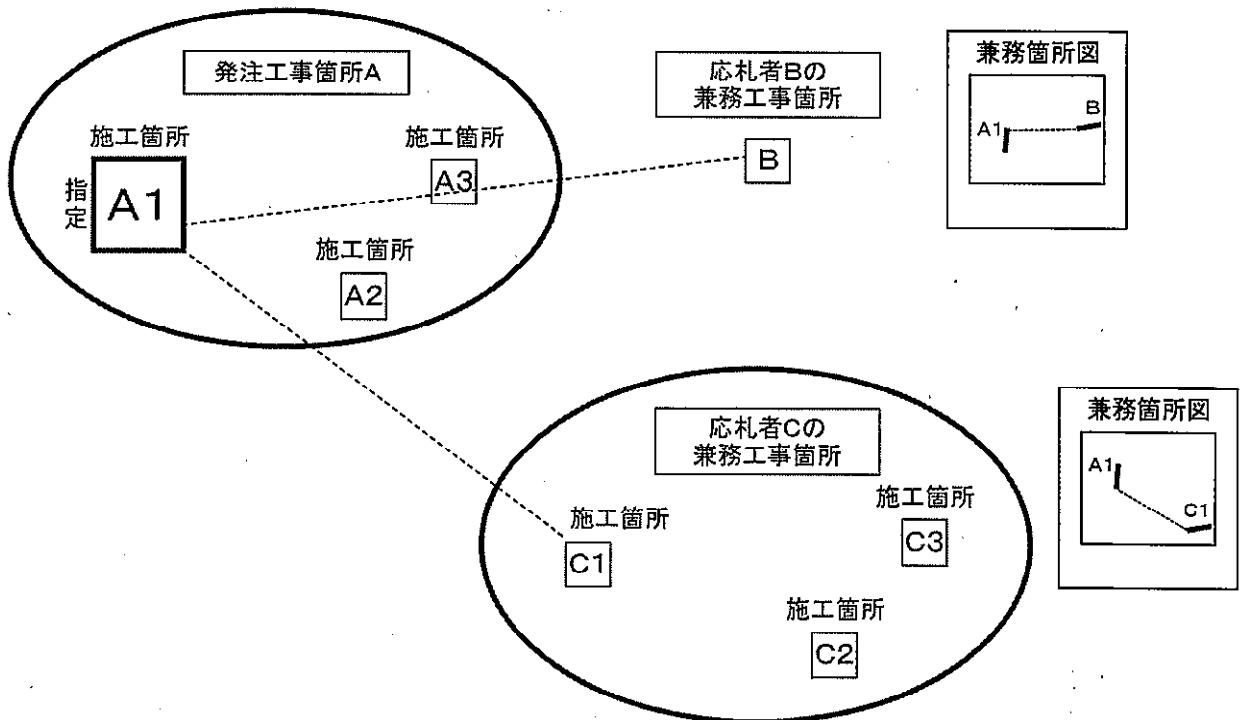 発注工事箇所A
施工箇所
指定
A1
施工箇所
A3
施工箇所
A2
応札者Bの
兼務工事箇所
B
兼務箇所図
A1
B
応札者Cの
兼務工事箇所
施工箇所
C1
施工箇所
C3
施工箇所
C2
兼務箇所図
A1
C1